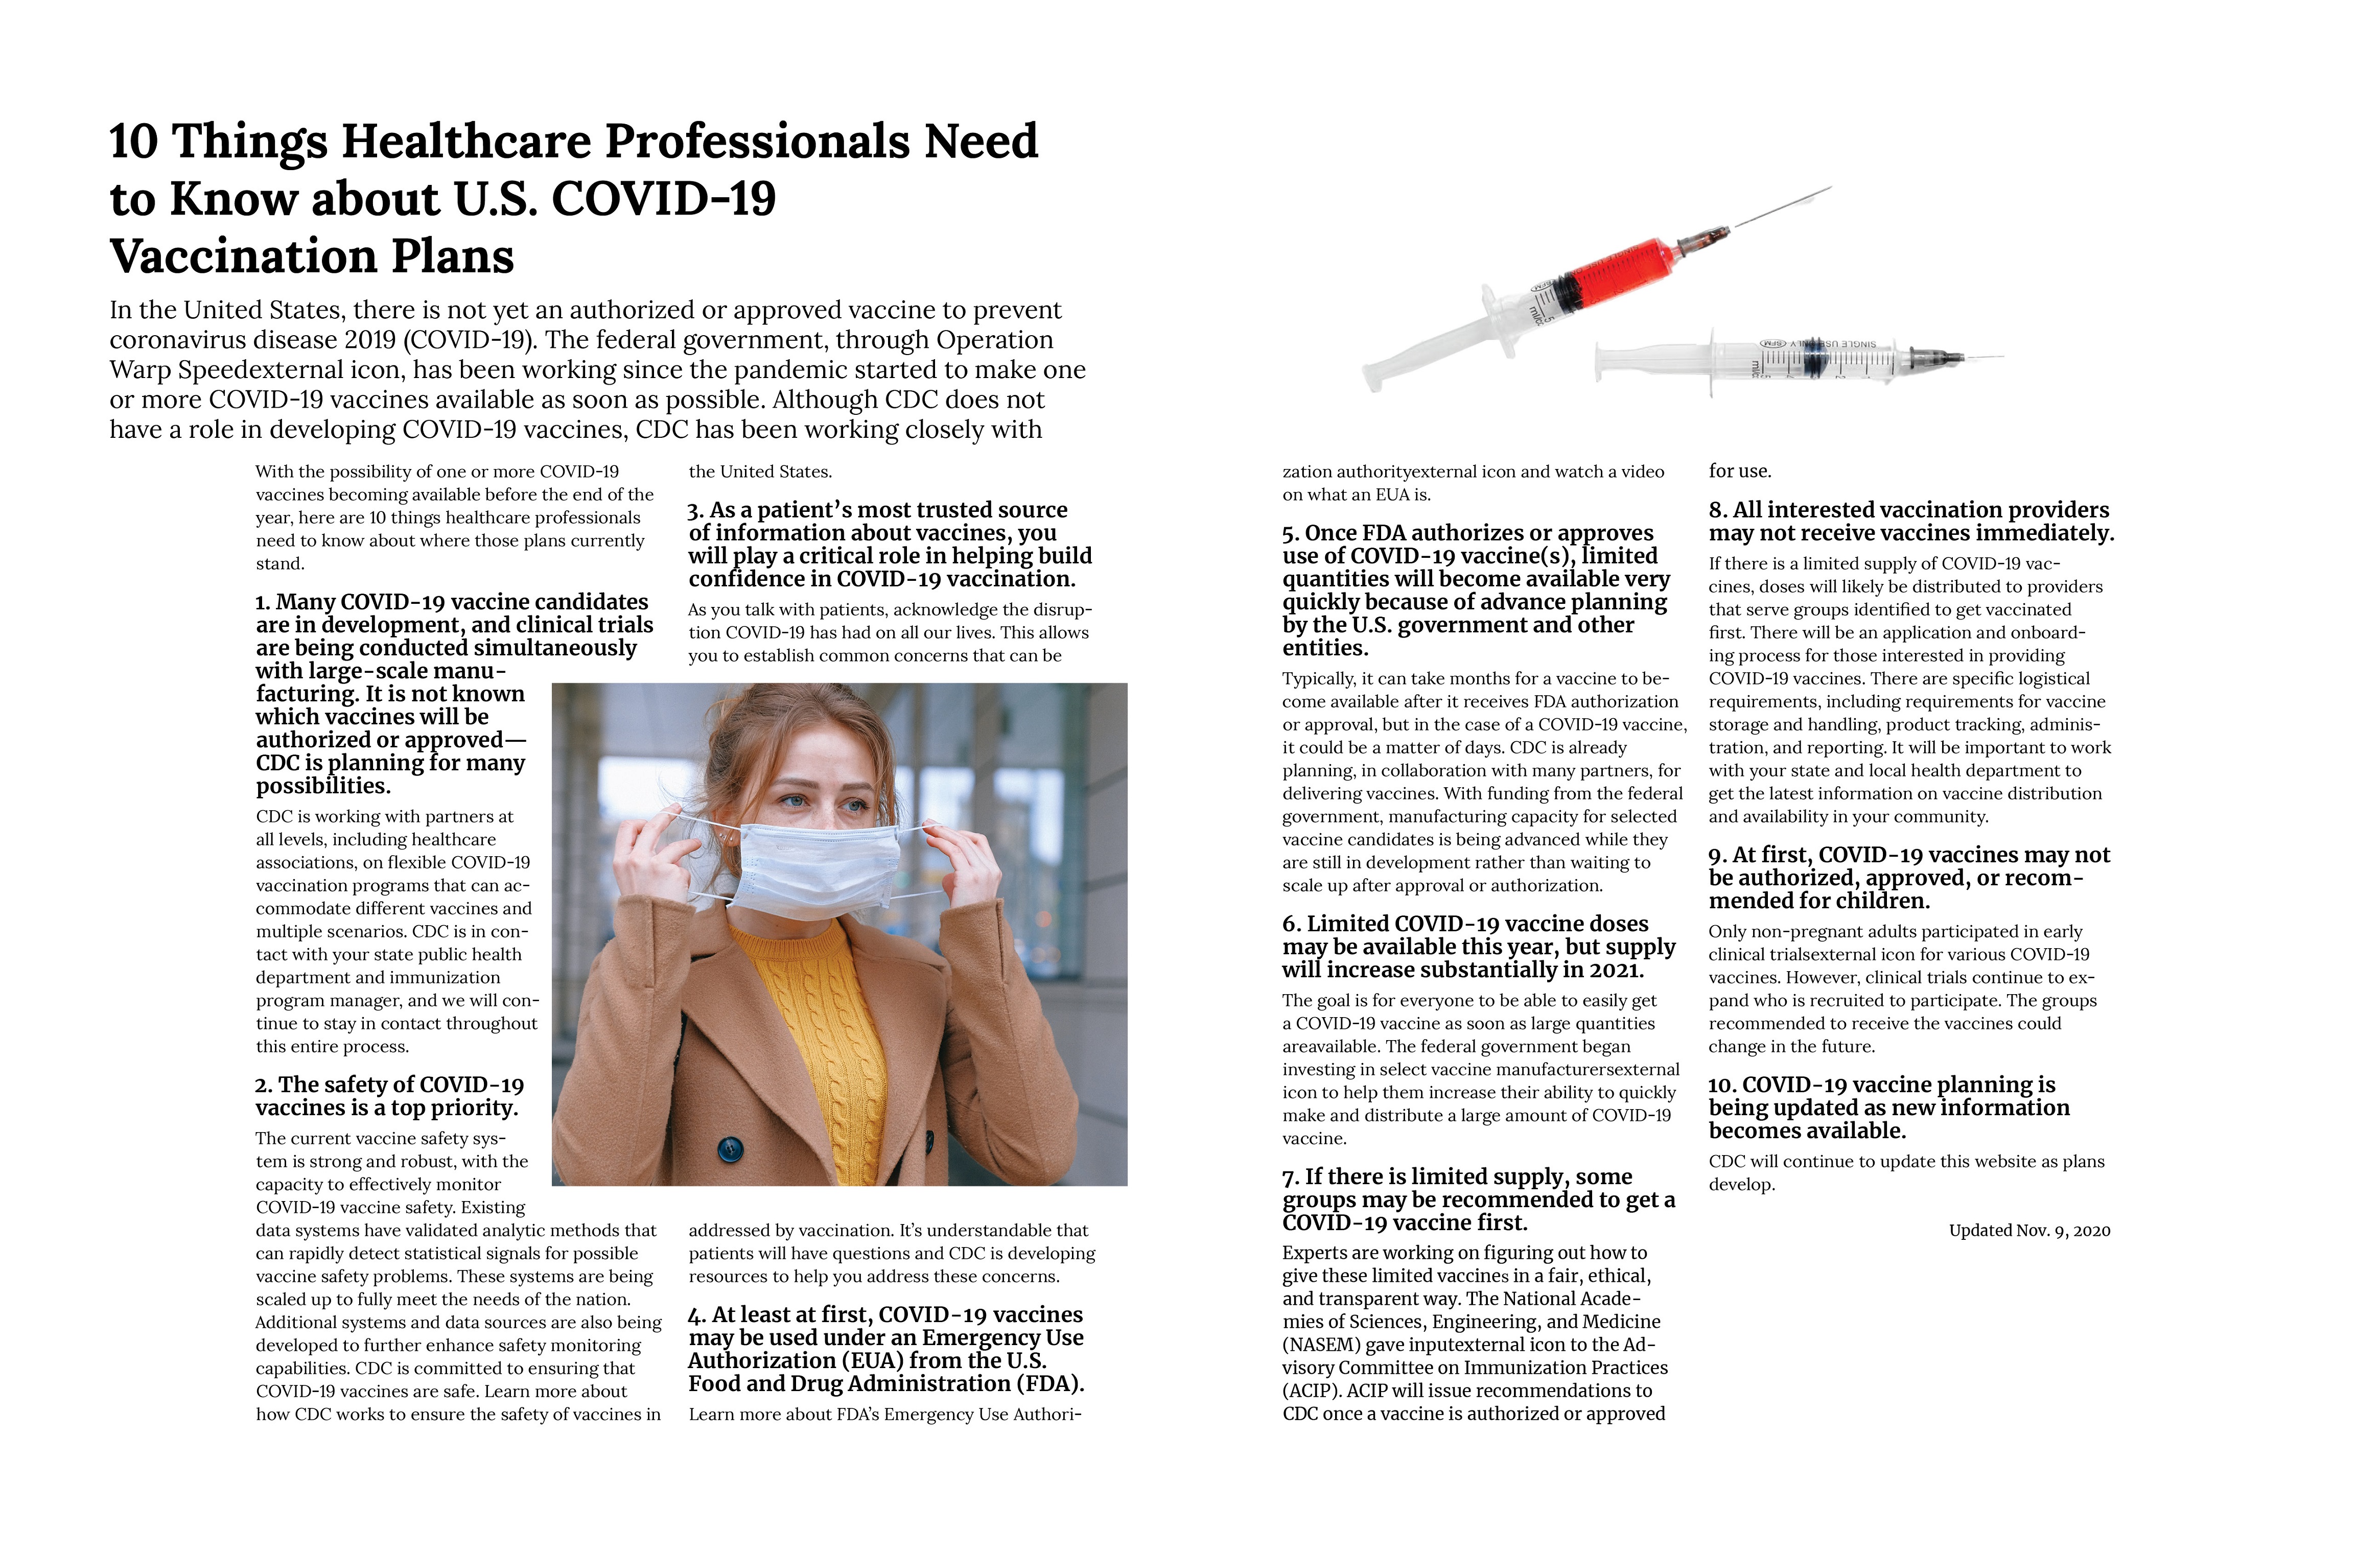 10 Things Healthcare Professionals Need
to Know about U.S. COVID-19
Vaccination Plans
In the United States, there is not yet an authorized or approved vaccine to prevent
coronavirus disease 2019 (COVID-19). The federal government, through Operation
Warp Speedexternal icon, has been working since the pandemic started to make one
or more COVID-19 vaccines available as soon as possible. Although CDC does not
have a role in developing COVID-19 vaccines, CDC has been working closely with
With the possibility of one or more COVID-19
vaccines becoming available before the end of the
year, here are 10 things healthcare professionals
need to know about where those plans currently
stand.
1. Many COVID-19 vaccine candidates
are in development, and clinical trials
are being conducted simultaneously
with large-scale manu-
facturing. It is not known
which vaccines will be
authorized or approved—
CDC is planning for many
possibilities.
CDC is working with partners at
all levels, including healthcare
associations, on flexible COVID-19
vaccination programs that can ac-
commodate different vaccines and
multiple scenarios. CDC is in con-
tact with your state public health
department and immunization
program manager, and we will con-
tinue to stay in contact throughout
this entire process.
2. The safety of COVID-19
vaccines is a top priority.
The current vaccine safety sys-
tem is strong and robust, with the
capacity to effectively monitor
COVID-19 vaccine safety. Existing
data systems have validated analytic methods that
can rapidly detect statistical signals for possible
vaccine safety problems. These systems are being
scaled up to fully meet the needs of the nation.
Additional systems and data sources are also being
developed to further enhance safety monitoring
capabilities. CDC is committed to ensuring that
COVID-19 vaccines are safe. Learn more about
how CDC works to ensure the safety of vaccines in
the United States.
3. As a patient's most trusted source
of information about vaccines, you
will play a critical role in helping build
confidence in COVID-19 vaccination.
As you talk with patients, acknowledge the disrup-
tion COVID-19 has had on all our lives. This allows
you to establish common concerns that can be
addressed by vaccination. It's understandable that
patients will have questions and CDC is developing
resources to help you address these concerns.
4. At least at first, COVID-19 vaccines
may be used under an Emergency Use
Authorization (EUA) from the U.S.
Food and Drug Administration (FDA).
Learn more about FDA's Emergency Use Authori-
SINGLE USE ONLY
zation authorityexternal icon and watch a video
on what an EUA is.
5. Once FDA authorizes or approves
use of COVID-19 vaccine(s), limited
quantities will become available very
quickly because of advance planning
by the U.S. government and other
entities.
Typically, it can take months for a vaccine to be-
come available after it receives FDA authorization
or approval, but in the case of a COVID-19 vaccine,
it could be a matter of days. CDC is already
planning, in collaboration with many partners, for
delivering vaccines. With funding from the federal
government, manufacturing capacity for selected
vaccine candidates is being advanced while they
are still in development rather than waiting to
scale up after approval or authorization.
6. Limited COVID-19 vaccine doses
may be available this year, but supply
will increase substantially in 2021.
The goal is for everyone to be able to easily get
a COVID-19 vaccine as soon as large quantities
areavailable. The federal government began
investing in select vaccine manufacturersexternal
icon to help them increase their ability to quickly
make and distribute a large amount of COVID-19
vaccine.
7. If there is limited supply, some
groups may be recommended to get a
COVID-19 vaccine first.
Experts are working on figuring out how to
give these limited vaccines in a fair, ethical,
and transparent way. The National Acade-
mies of Sciences, Engineering, and Medicine
(NASEM) gave inputexternal icon to the Ad-
visory Committee on Immunization Practices
(ACIP). ACIP will issue recommendations to
CDC once a vaccine is authorized or approved
for use.
8. All interested vaccination providers
may not receive vaccines immediately.
If there is a limited supply of COVID-19 vac-
cines, doses will likely be distributed to providers
that serve groups identified to get vaccinated
first. There will be an application and onboard-
ing process for those interested in providing
COVID-19 vaccines. There are specific logistical
requirements, including requirements for vaccine
storage and handling, product tracking, adminis-
tration, and reporting. It will be important to work
with your state and local health department to
get the latest information on vaccine distribution
and availability in your community.
9. At first, COVID-19 vaccines may not
be authorized, approved, or recom-
mended for children.
Only non-pregnant adults participated in early
clinical trialsexternal icon for various COVID-19
vaccines. However, clinical trials continue to ex-
pand who is recruited to participate. The groups
recommended to receive the vaccines could
change in the future.
10. COVID-19 vaccine planning is
being updated as new information
becomes available.
CDC will continue to update this website as plans
develop.
Updated Nov. 9, 2020